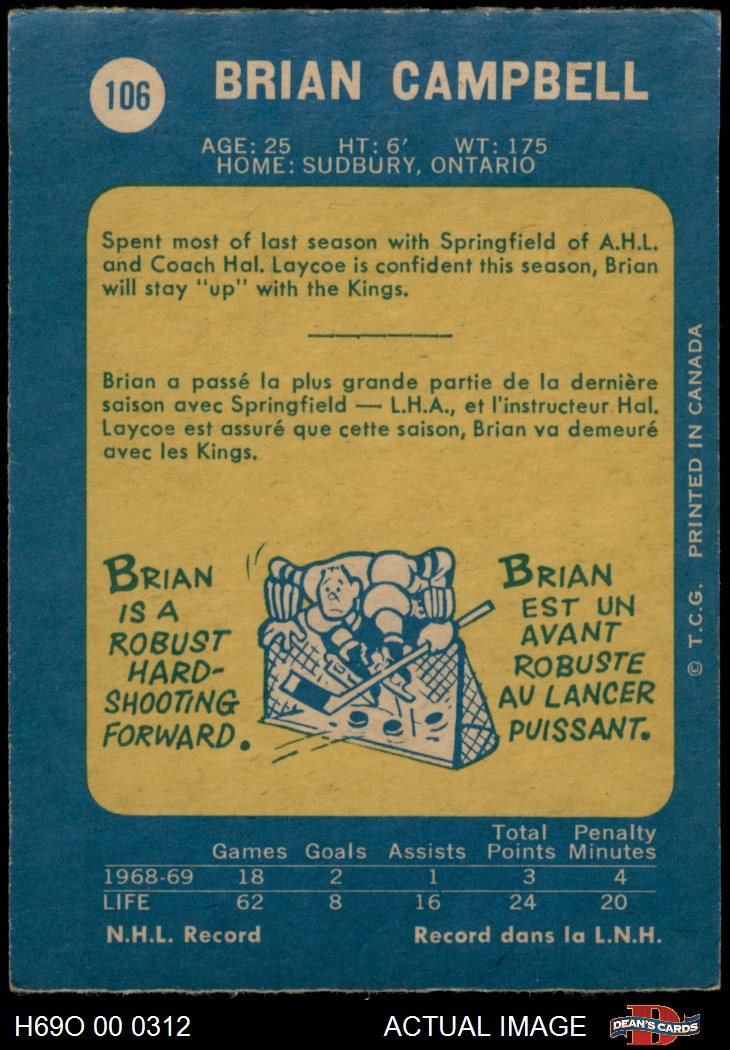 106
BRIAN CAMPBELL
AGE: 25 HT: 6′ WT: 175
HOME: SUDBURY, ONTARIO
Spent most of last season with Springfield of A.H.L.
and Coach Hal. Laycoe is confident this season, Brian
will stay "up" with the Kings.
Brian a passé la plus grande partie de la dernière
saison avec Springfield — L.H.A., et l'instructeur Hal.
Laycoe est assuré que cette saison, Brian va demeuré
avec les Kings.
BRIAN
IS A
ROBUST
HARD-
SHOOTING
FORWARD.
BRIAN
EST UN
AVANT
ROBUSTE
AU LANCER
PUISSANT.
© T.C.G. PRINTED IN CANADA
Total Penalty
Games Goals Assists Points Minutes
1968-69 18 2 1 3 4
LIFE 62 8 16 24 20
N.H.L. Record Record dans la L.N.H.
H69O 00 0312 ACTUAL IMAGE
D
DEAN'S CARDS